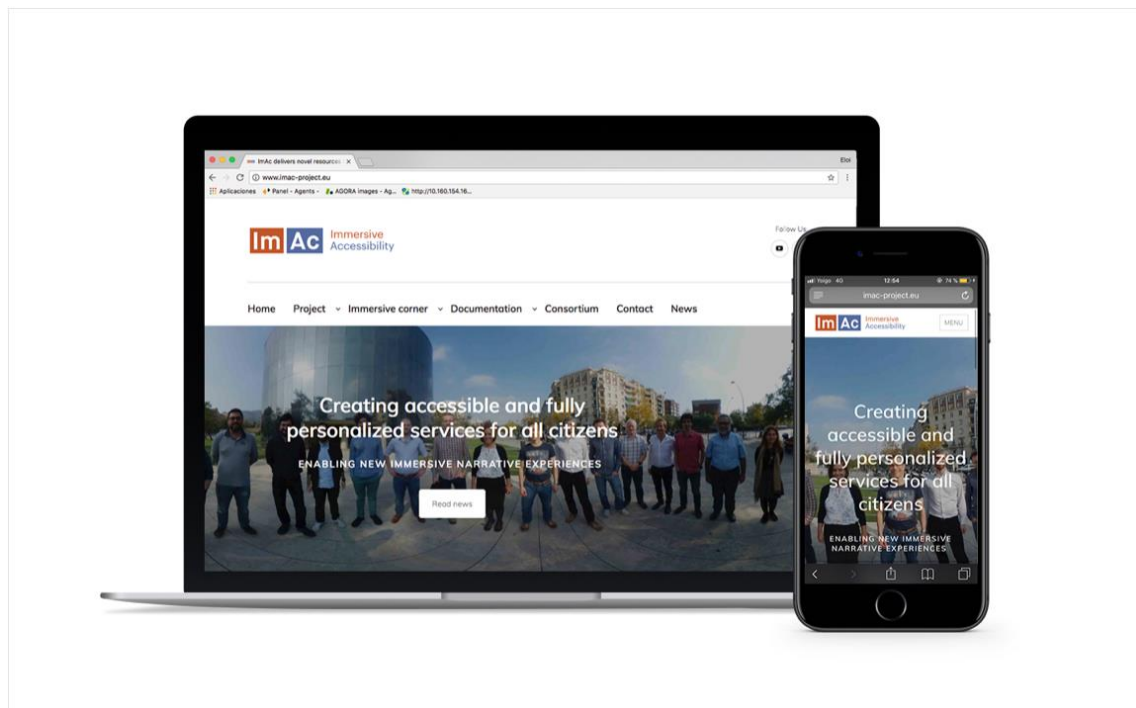 ImAc delivers novel resources
Eloi
www.imac-project.eu
Aplicaciones
Panel - Agents -
AGORA images - Ag...
http://10.160.154.16...
Im Ac Immersive
Accessibility
Follow Us
Home Project Immersive corner Documentation Consortium Contact News
Creating accessible and fully
personalized services for all citizens
ENABLING NEW IMMERSIVE NARRATIVE EXPERIENCES
Read news
Yoigo 4G 12:54 74 %
imac-project.eu
Im Ac Immersive
Accessibility
MENU
Creating
accessible and
fully personalized
services for all
citizens
ENABLING NEW IMMERSIVE
NARRATIVE EXPERIENCES